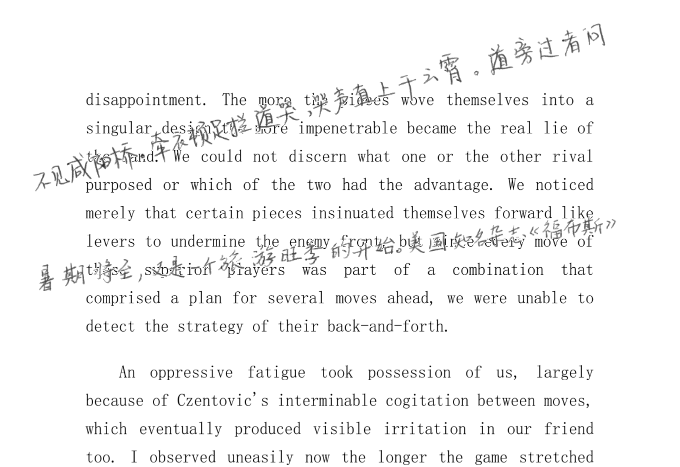 disappointment. The more the sides wove themselves into a
singular design, the more impenetrable became the real lie of
the land. We could not discern what one or the other rival
purposed or which of the two had the advantage. We noticed
merely that certain pieces insinuated themselves forward like
levers to undermine the enemy front, but since every move of
these superior players was part of a combination that
comprised a plan for several moves ahead, we were unable to
detect the strategy of their back-and-forth.
An oppressive fatigue took possession of us, largely
because of Czentovic's interminable cogitation between moves,
which eventually produced visible irritation in our friend
too. I observed uneasily now the longer the game stretched
不见咸阳桥。牵衣顿足拦道哭,哭声直上干云霄。道旁过者问
暑期将至,又是一个旅游旺季的开始。美国知名杂志《福布斯》